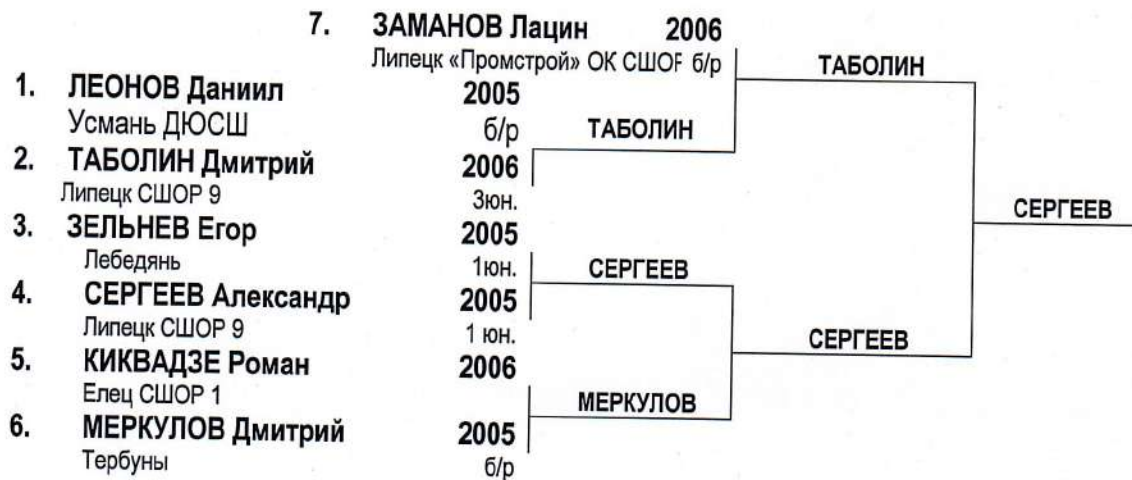 7. ЗАМАНОВ Лацин 2006
Липецк «Промстрой» ОК СШОР б/р
ТАБОЛИН
1. ЛЕОНОВ Даниил 2005
Усмань ДЮСШ б/р
ТАБОЛИН
2. ТАБОЛИН Дмитрий 2006
Липецк СШОР 9 3юн.
СЕРГЕЕВ
3. ЗЕЛЬНЕВ Егор 2005
Лебедянь 1юн.
СЕРГЕЕВ
4. СЕРГЕЕВ Александр 2005
Липецк СШОР 9 1 юн.
СЕРГЕЕВ
5. КИКВАДЗЕ Роман 2006
Елец СШОР 1
МЕРКУЛОВ
6. МЕРКУЛОВ Дмитрий 2005
Тербуны б/р